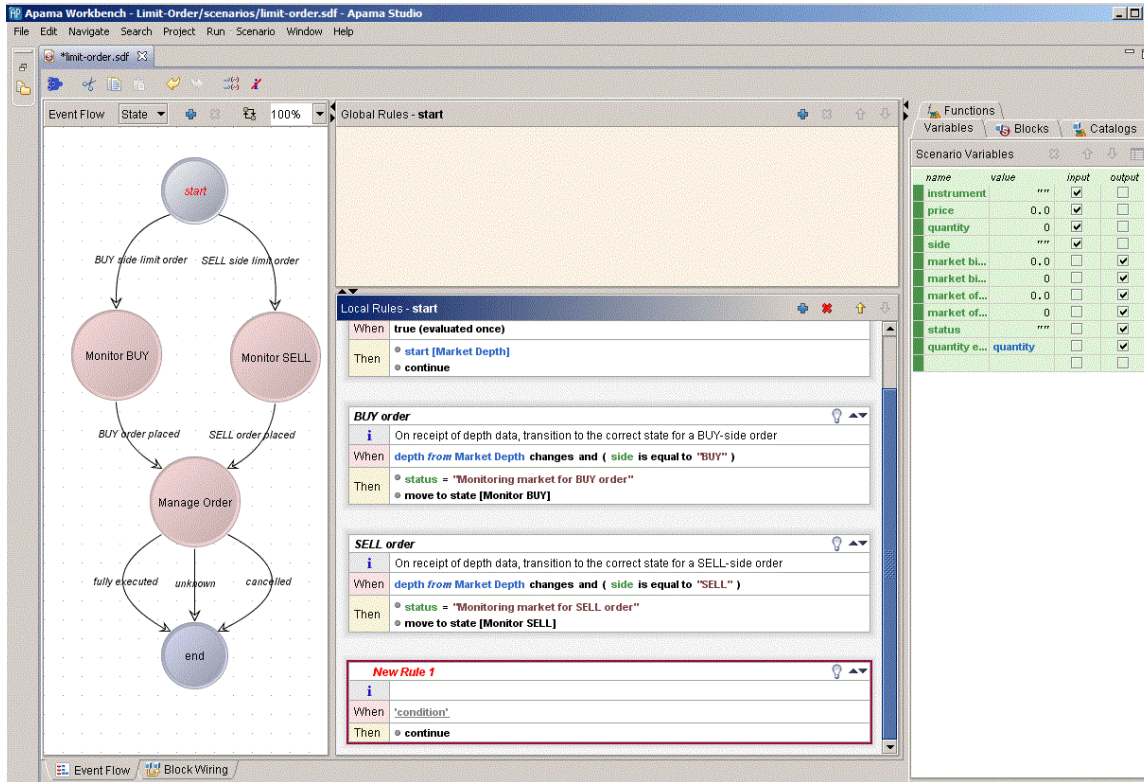 Apama Workbench - Limit-Order/scenarios/limit-order.sdf - Apama Studio
File Edit Navigate Search Project Run Scenario Window Help
*limit-order.sdf
Event Flow State 100%
start
BUY side limit order SELL side limit order
Monitor BUY Monitor SELL
BUY order placed SELL order placed
Manage Order
fully executed unknown cancelled
end
Event Flow Block Wiring
Global Rules - start
Local Rules - start
When true (evaluated once)
Then start [Market Depth]
continue
BUY order
i On receipt of depth data, transition to the correct state for a BUY-side order
When depth from Market Depth changes and ( side is equal to "BUY" )
Then status = "Monitoring market for BUY order"
move to state [Monitor BUY]
SELL order
i On receipt of depth data, transition to the correct state for a SELL-side order
When depth from Market Depth changes and ( side is equal to "SELL" )
Then status = "Monitoring market for SELL order"
move to state [Monitor SELL]
New Rule 1
i
When 'condition'
Then continue
Functions
Variables Blocks Catalogs
Scenario Variables
name value input output
instrument ""
price 0.0
quantity 0
side ""
market bi... 0.0
market bi... 0
market of... 0.0
market of... 0
status ""
quantity e... quantity